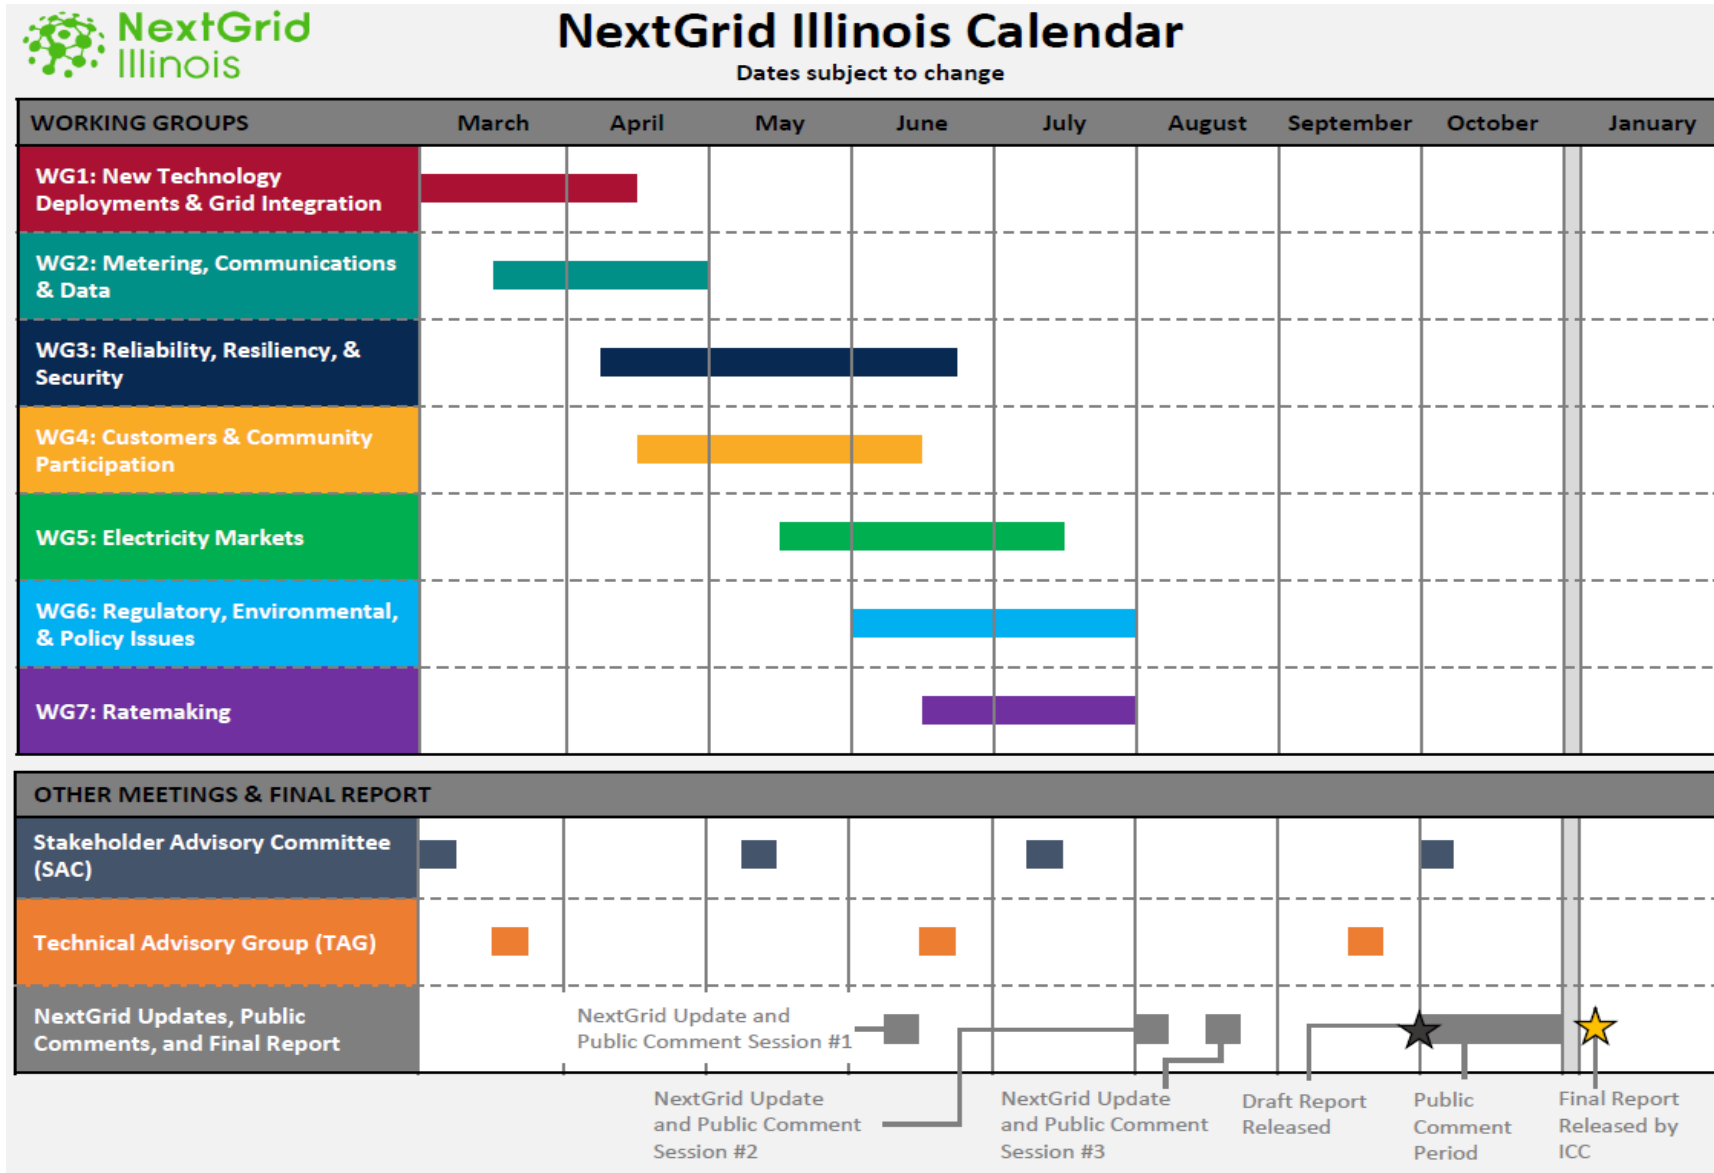 NextGrid
Illinois
NextGrid Illinois Calendar
Dates subject to change
WORKING GROUPS March April May June July August September October January
WG1: New Technology
Deployments & Grid Integration
WG2: Metering, Communications
& Data
WG3: Reliability, Resiliency, &
Security
WG4: Customers & Community
Participation
WG5: Electricity Markets
WG6: Regulatory, Environmental,
& Policy Issues
WG7: Ratemaking
OTHER MEETINGS & FINAL REPORT
Stakeholder Advisory Committee
(SAC)
Technical Advisory Group (TAG)
NextGrid Updates, Public
Comments, and Final Report
NextGrid Update and
Public Comment Session #1
NextGrid Update
and Public Comment
Session #2
NextGrid Update
and Public Comment
Session #3
Draft Report
Released
Public
Comment
Period
Final Report
Released by
ICC